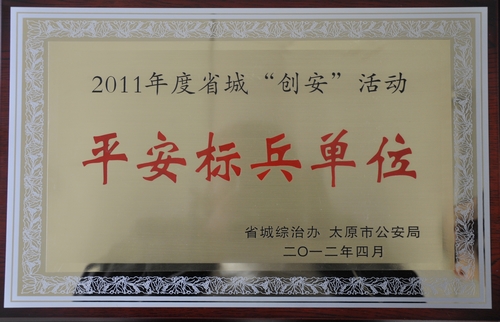 2011年度省城“创安”活动
平安标兵单位
省城综治办 太原市公安局
二〇一二年四月